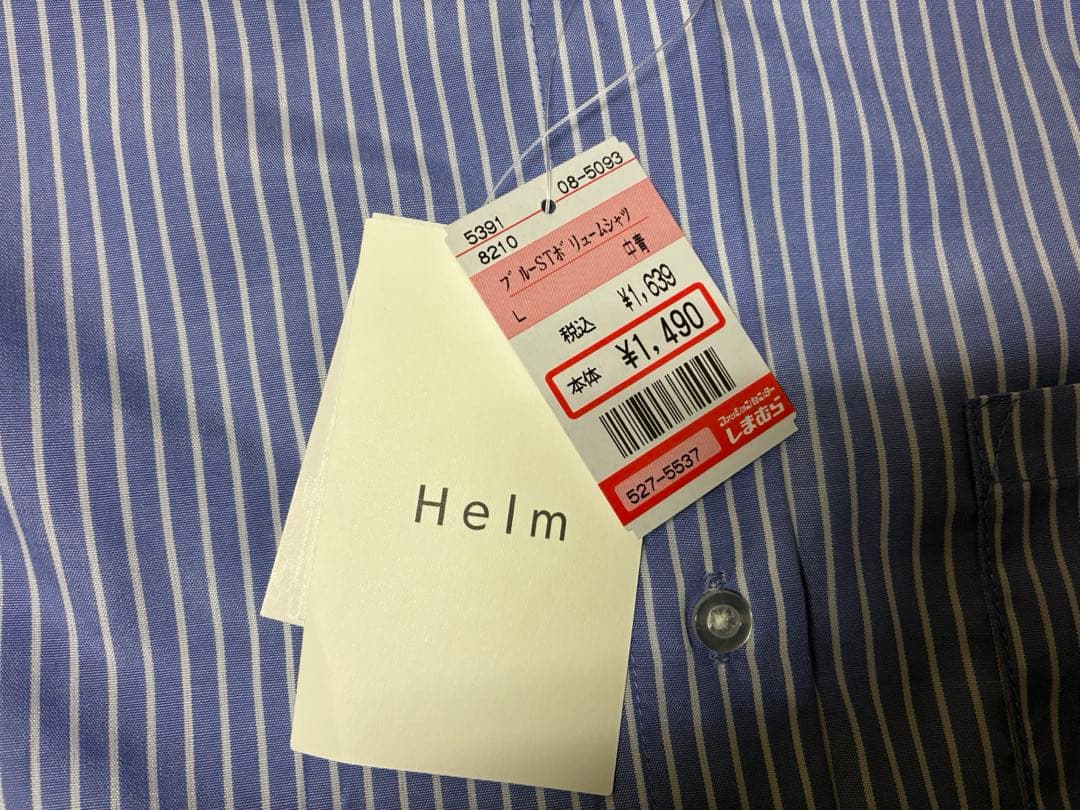 5391
08-5093
8210
ブルーSTボリュームシャツ
中青
L
税込 ¥1,639
本体 ¥1,490
ファッションセンター
しまむら
527-5537
Helm